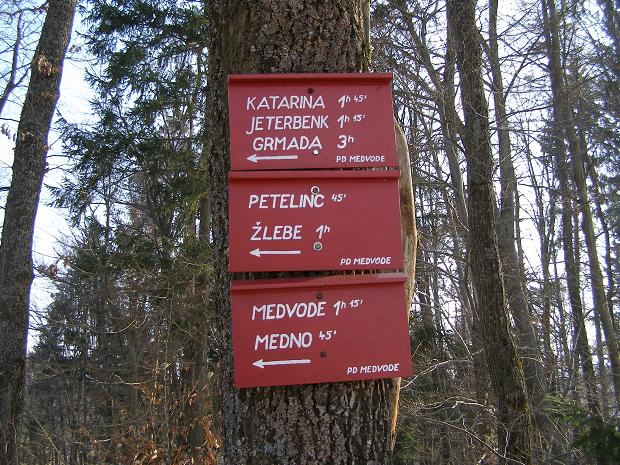 KATARINA 1h 45'
JETERBENK 1h 15'
GRMADA 3h
PD MEDVODE
PETELINC 45'
ŽLEBE 1h
PD MEDVODE
MEDVODE 1h 15'
MEDNO 45'
PD MEDVODE